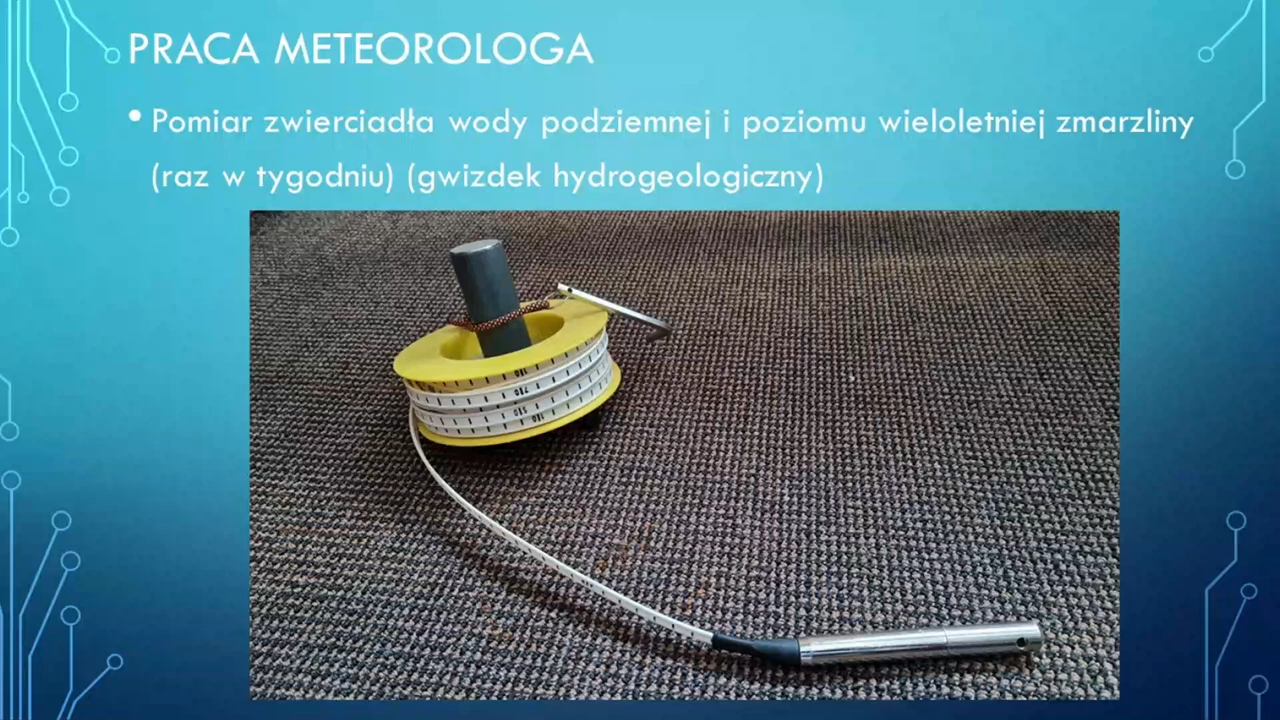 PRACA METEOROLOGA
• Pomiar zwierciadła wody podziemnej i poziomu wieloletniej zmarzliny
(raz w tygodniu) (gwizdek hydrogeologiczny)